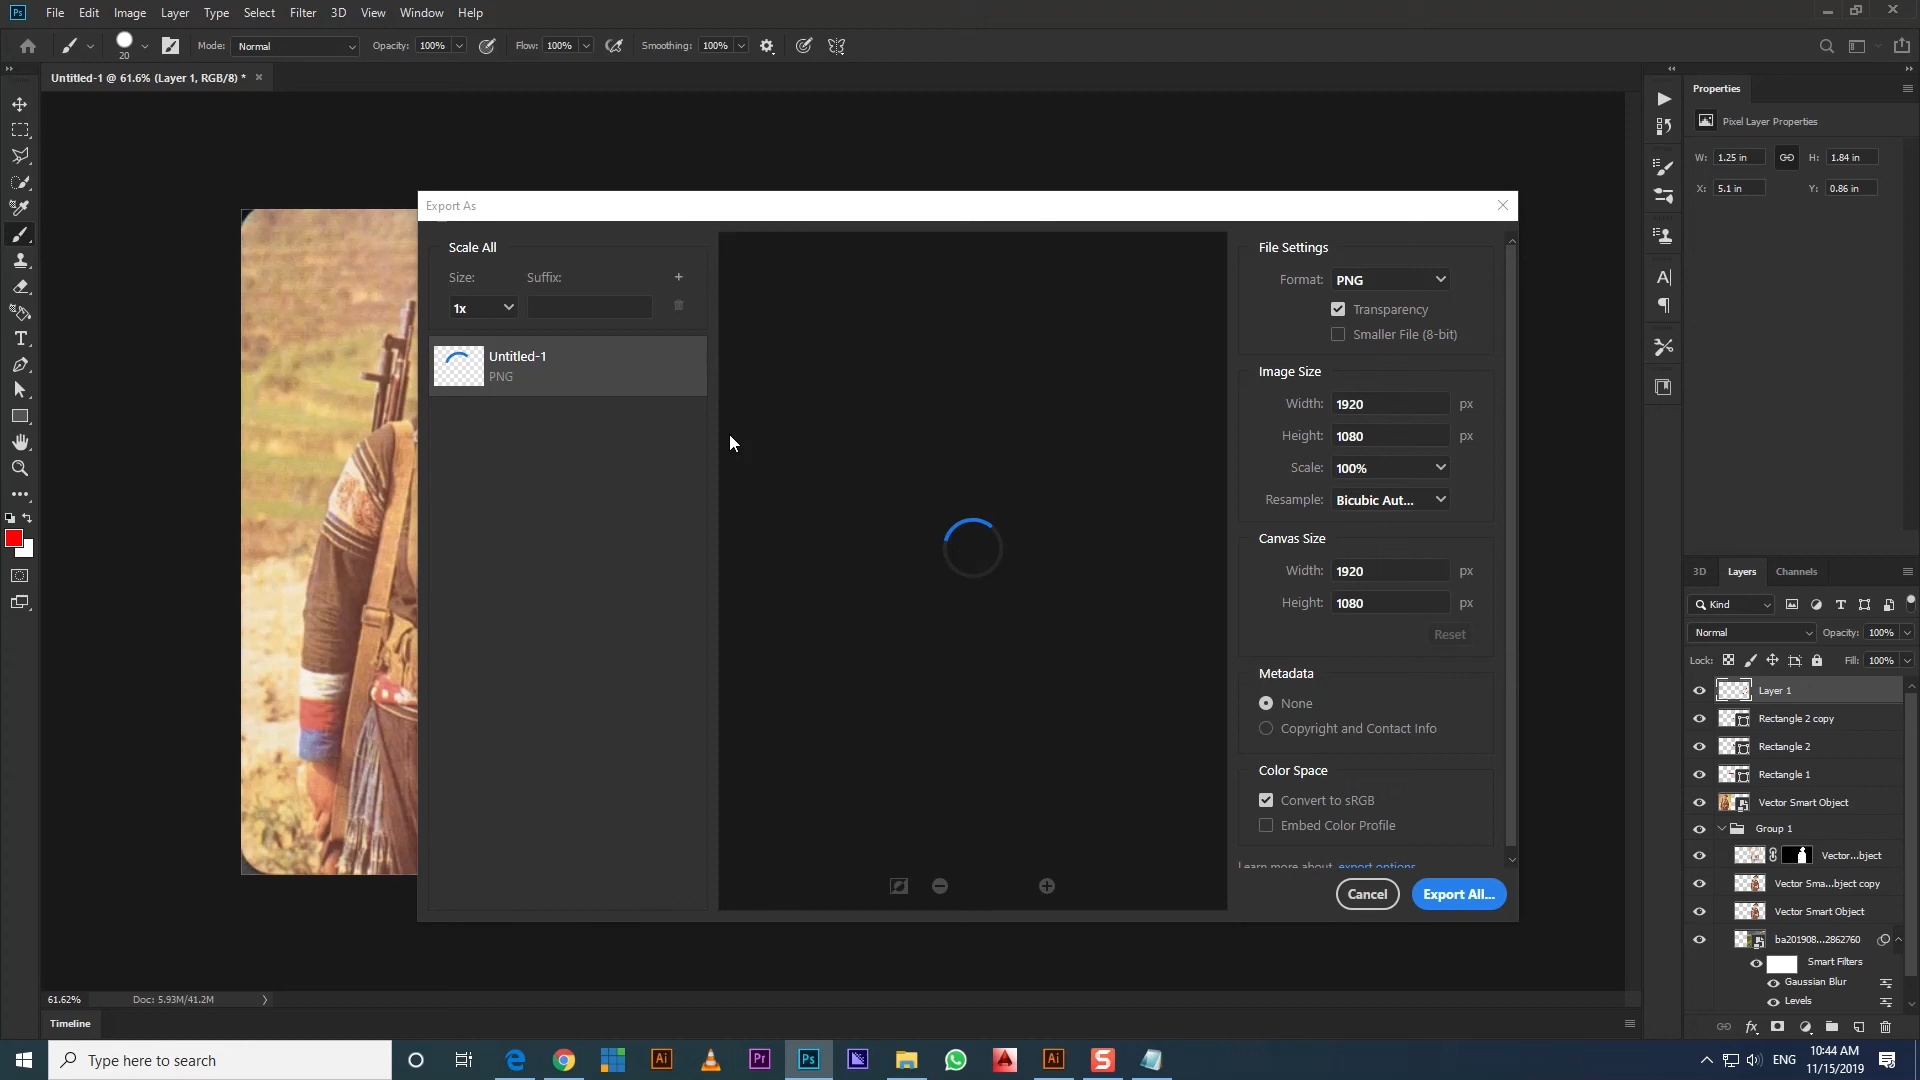 File Edit Image Layer Type Select Filter 3D View Window Help
20 Mode: Normal Opacity: 100% Flow: 100% Smoothing: 100%
Untitled-1 @ 61.6% (Layer 1, RGB/8) *
Export As
Scale All
Size: Suffix:
1x
Untitled-1
PNG
File Settings
Format: PNG
Transparency
Smaller File (8-bit)
Image Size
Width: 1920 px
Height: 1080 px
Scale: 100%
Resample: Bicubic Aut...
Canvas Size
Width: 1920 px
Height: 1080 px
Reset
Metadata
None
Copyright and Contact Info
Color Space
Convert to sRGB
Embed Color Profile
Learn more about export options
Cancel Export All...
Properties
Pixel Layer Properties
W: 1.25 in H: 1.84 in
X: 5.1 in Y: 0.86 in
3D Layers Channels
Kind
Normal Opacity: 100%
Lock: Fill: 100%
Layer 1
Rectangle 2 copy
Rectangle 2
Rectangle 1
Vector Smart Object
Group 1
Vector...bject
Vector Sma...bject copy
Vector Smart Object
ba201908...2862760
Smart Filters
Gaussian Blur
Levels
61.62% Doc: 5.93M/41.2M
Timeline
Type here to search
ENG
10:44 AM
11/15/2019